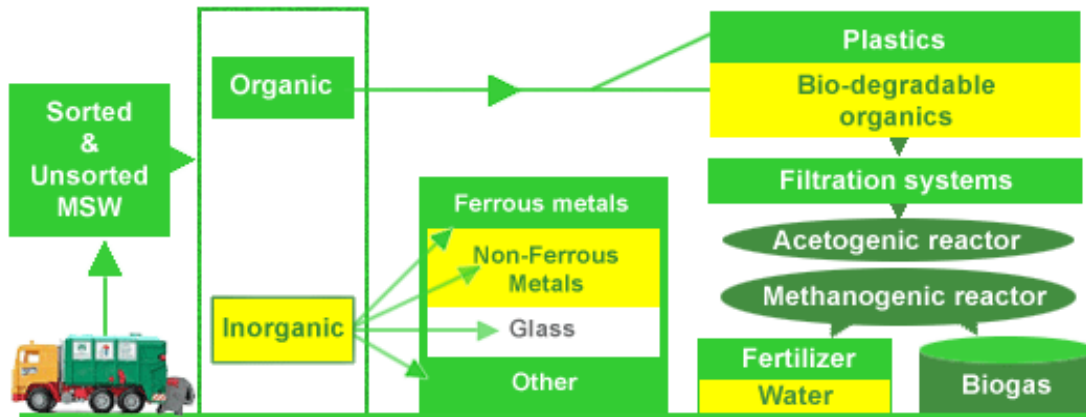 Sorted
&
Unsorted
MSW
Organic
Inorganic
Ferrous metals
Non-Ferrous
Metals
Glass
Other
Plastics
Bio-degradable
organics
Filtration systems
Acetogenic reactor
Methanogenic reactor
Fertilizer
Water
Biogas